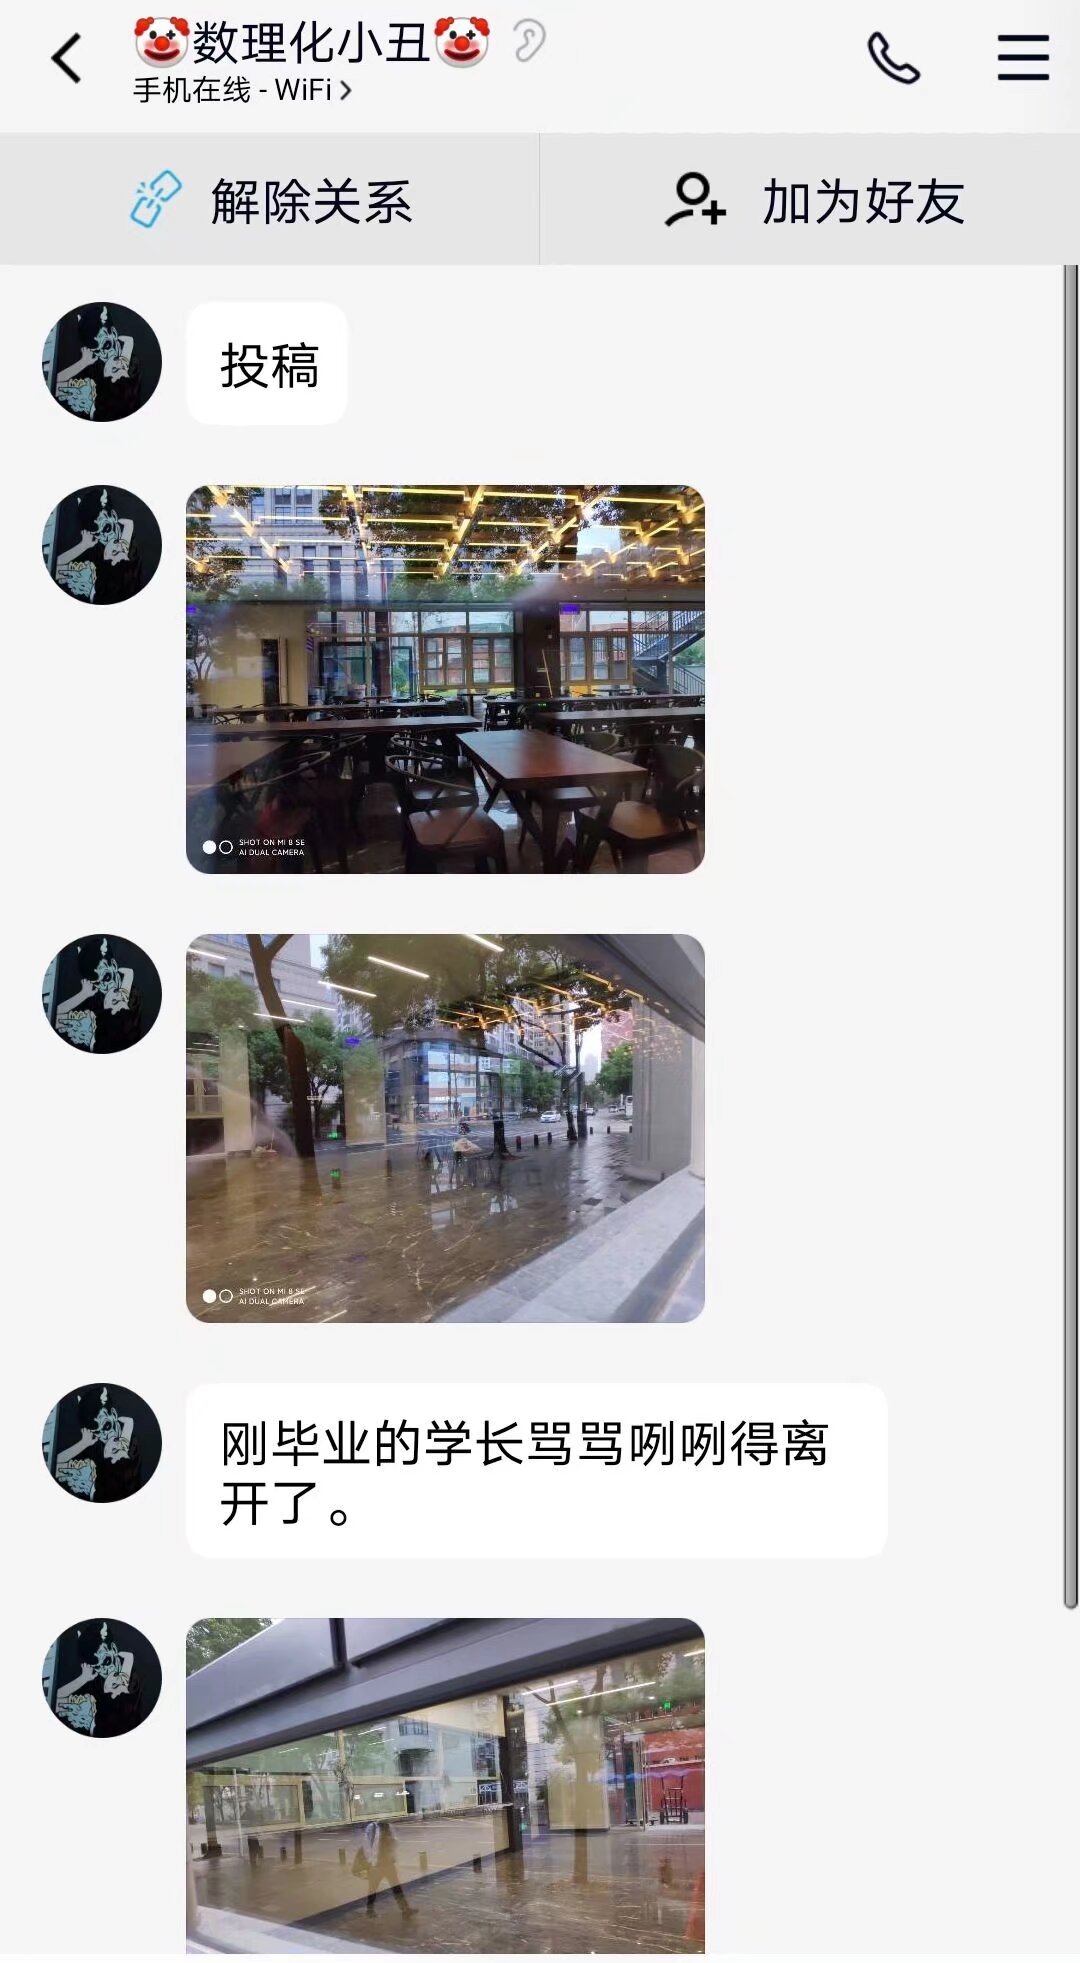 🤡数理化小丑🤡
手机在线 - WiFi >
解除关系
加为好友
投稿
SHOT ON MI 8 SE
AI DUAL CAMERA
SHOT ON MI 8 SE
AI DUAL CAMERA
刚毕业的学长骂骂咧咧得离
开了。